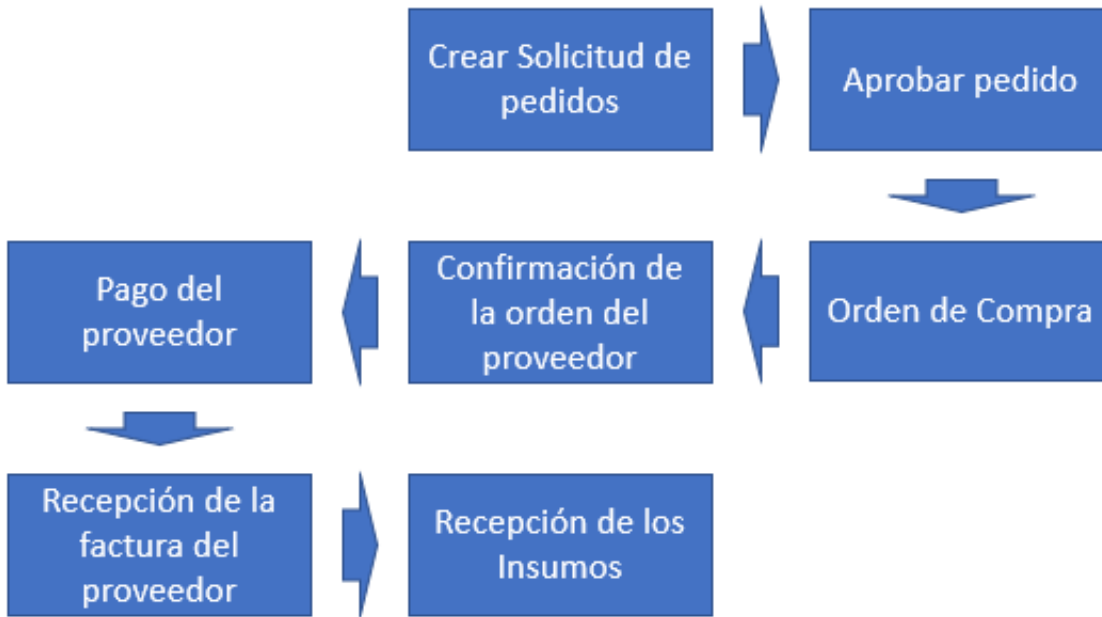 Crear Solicitud de
pedidos
Aprobar pedido
Orden de Compra
Confirmación de
la orden del
proveedor
Pago del
proveedor
Recepción de la
factura del
proveedor
Recepción de los
Insumos